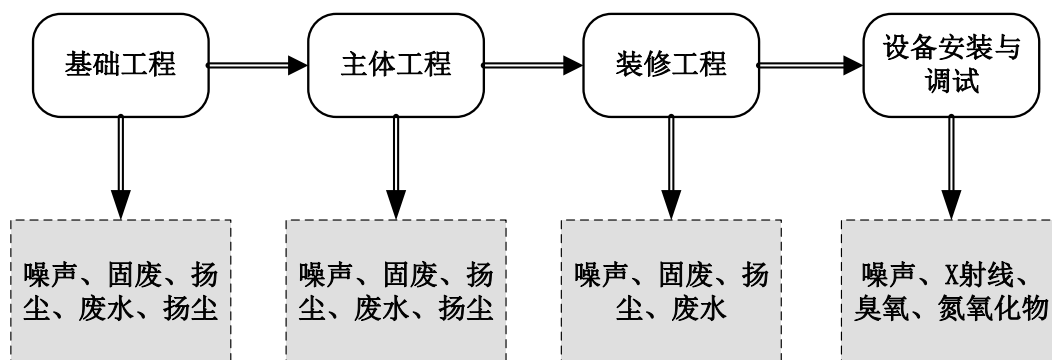 基础工程
主体工程
装修工程
设备安装与
调试
噪声、固废、扬
尘、废水、扬尘
噪声、固废、扬
尘、废水、扬尘
噪声、固废、扬
尘、废水
噪声、X射线、
臭氧、氮氧化物